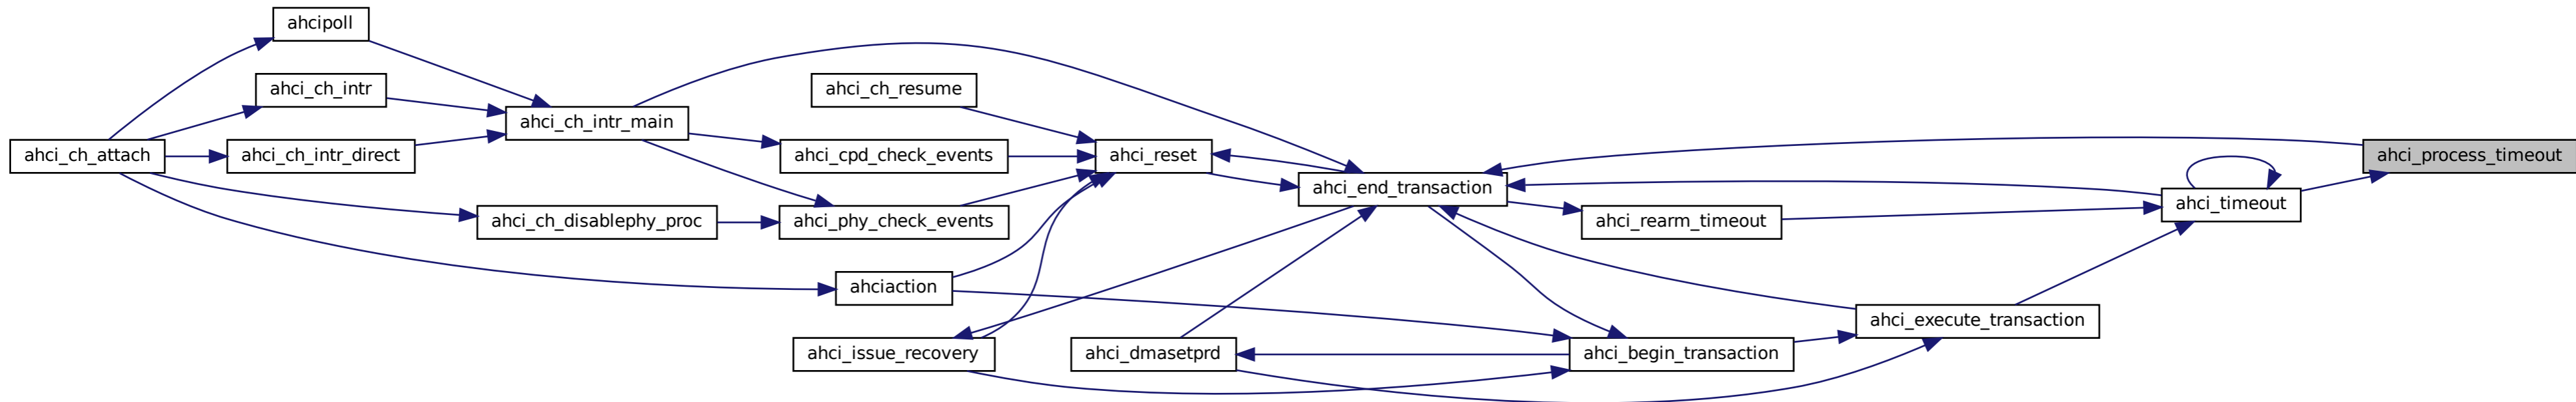 ahcipoll
ahci_ch_intr
ahci_ch_resume
ahci_ch_intr_main
ahci_ch_attach
ahci_ch_intr_direct
ahci_cpd_check_events
ahci_reset
ahci_process_timeout
ahci_end_transaction
ahci_timeout
ahci_ch_disablephy_proc
ahci_phy_check_events
ahci_rearm_timeout
ahciaction
ahci_execute_transaction
ahci_issue_recovery
ahci_dmasetprd
ahci_begin_transaction